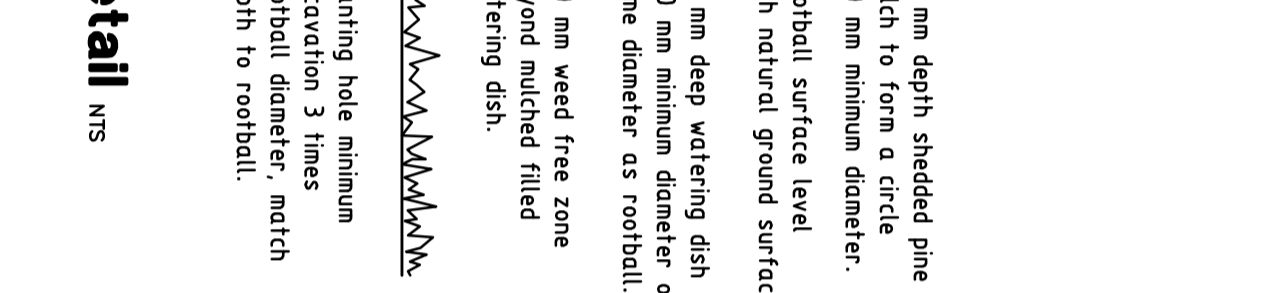 mm depth shedded pine
lch to form a circle
mm minimum diameter.
otball surface level
h natural ground surfac
mm deep watering dish
mm minimum diameter
ne diameter as rootball.
mm weed free zone
yond mulched filled
tering dish.
nting hole minimum
cavation 3 times
otball diameter, match
pth to rootball.
etail NTS